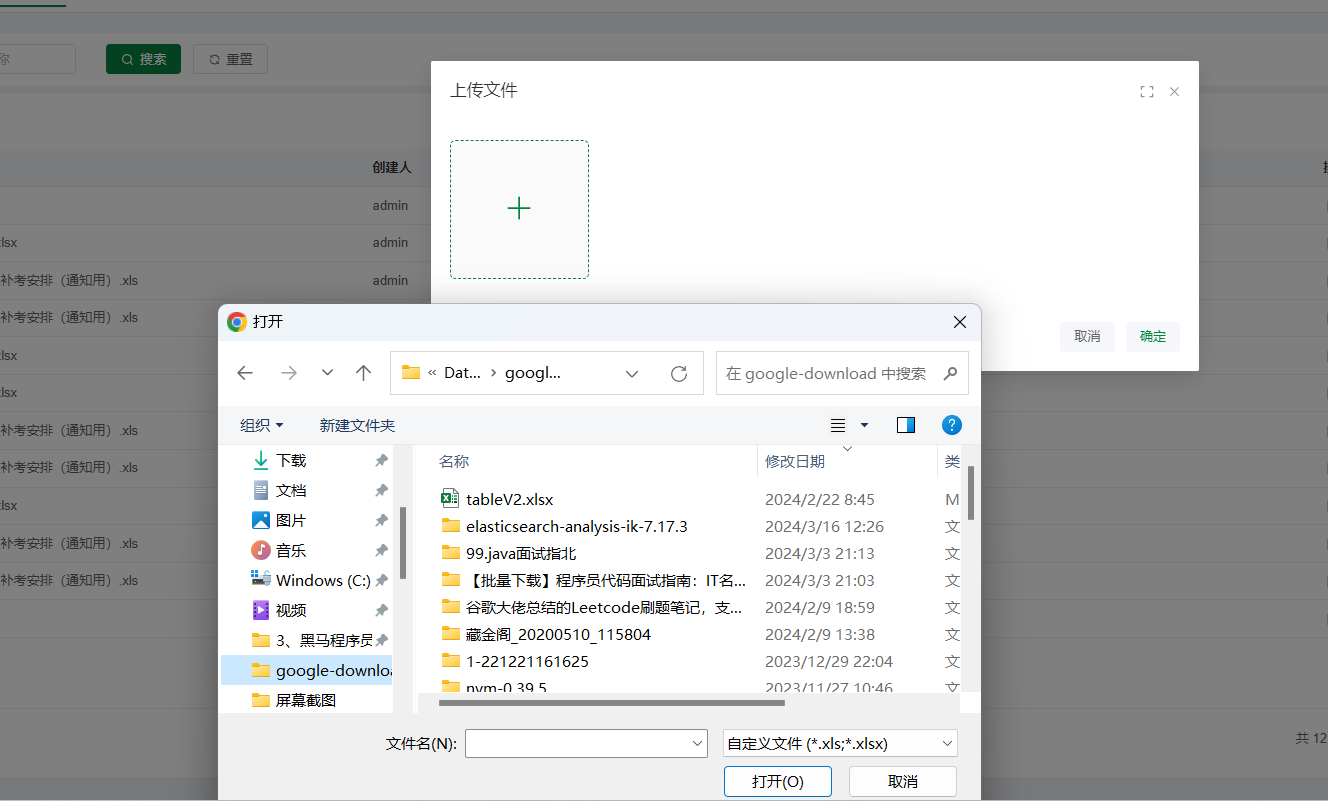 称
搜索
重置
上传文件
创建人
admin
xlsx
admin
补考安排（通知用）.xls
admin
补考安排（通知用）.xls
xlsx
xlsx
补考安排（通知用）.xls
补考安排（通知用）.xls
xlsx
补考安排（通知用）.xls
补考安排（通知用）.xls
取消
确定
共 12
打开
« Dat... › googl...
在 google-download 中搜索
组织
新建文件夹
下载
文档
图片
音乐
Windows (C:)
视频
3、黑马程序员
google-downlo
屏幕截图
名称 修改日期 类
tableV2.xlsx 2024/2/22 8:45 M
elasticsearch-analysis-ik-7.17.3 2024/3/16 12:26 文
99.java面试指北 2024/3/3 21:13 文
【批量下载】程序员代码面试指南：IT名... 2024/3/3 21:03 文
谷歌大佬总结的Leetcode刷题笔记，支... 2024/2/9 18:59 文
藏金阁_20200510_115804 2024/2/9 13:38 文
1-221221161625 2023/12/29 22:04 文
nvm-0.39.5 2023/11/27 10:46 文
文件名(N):
自定义文件 (*.xls;*.xlsx)
打开(O)
取消